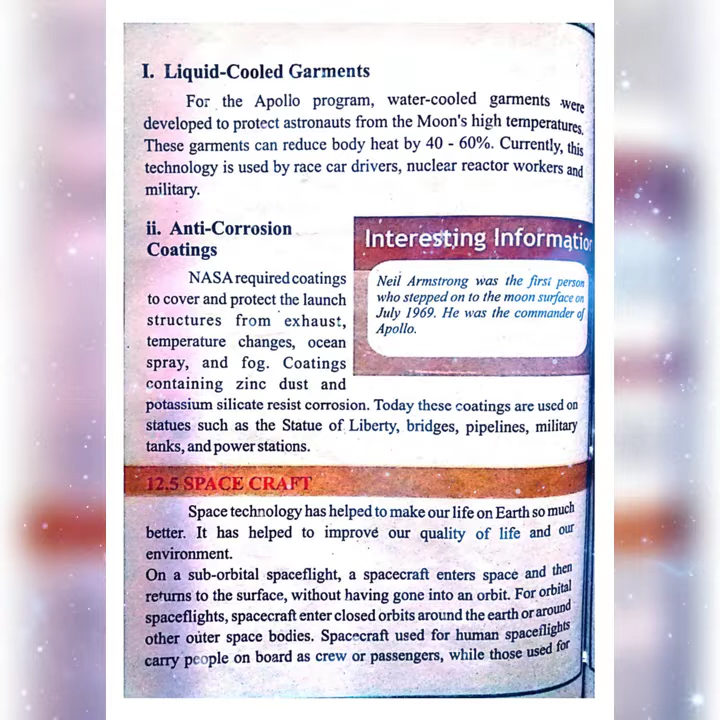 I. Liquid-Cooled Garments
For the Apollo program, water-cooled garments were
developed to protect astronauts from the Moon's high temperatures.
These garments can reduce body heat by 40 - 60%. Currently, this
technology is used by race car drivers, nuclear reactor workers and
military.
ii. Anti-Corrosion
Coatings
NASA required coatings
to cover and protect the launch
structures from exhaust,
temperature changes, ocean
spray, and fog. Coatings
containing zinc dust and
potassium silicate resist corrosion. Today these coatings are used on
statues such as the Statue of Liberty, bridges, pipelines, military
tanks, and power stations.
Interesting Information
Neil Armstrong was the first person
who stepped on to the moon surface on
July 1969. He was the commander of
Apollo.
12.5 SPACE CRAFT
Space technology has helped to make our life on Earth so much
better. It has helped to improve our quality of life and our
environment.
On a sub-orbital spaceflight, a spacecraft enters space and then
returns to the surface, without having gone into an orbit. For orbital
spaceflights, spacecraft enter closed orbits around the earth or around
other outer space bodies. Spacecraft used for human spaceflights
carry people on board as crew or passengers, while those used for